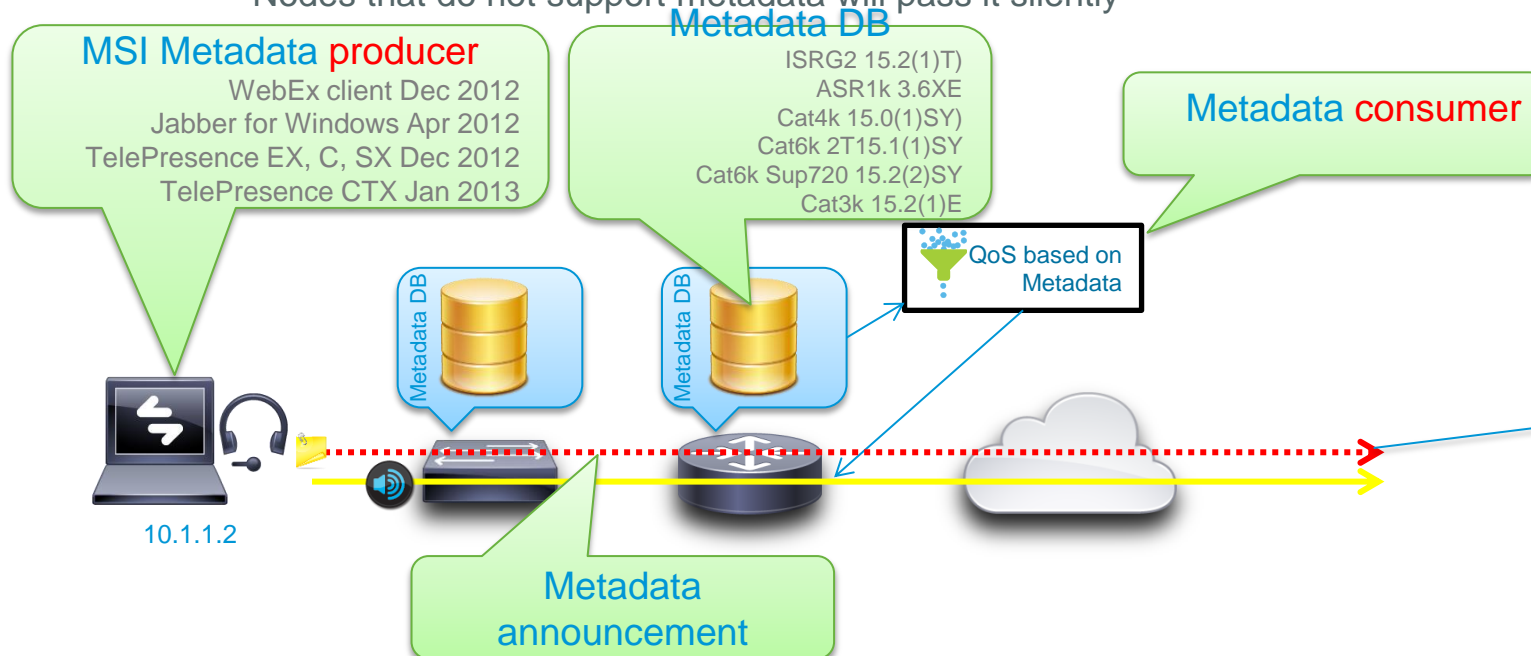 Nodes that do not support metadata will pass it silently
MSI Metadata producer
WebEx client Dec 2012
Jabber for Windows Apr 2012
TelePresence EX, C, SX Dec 2012
TelePresence CTX Jan 2013
Metadata DB
ISRG2 15.2(1)T)
ASR1k 3.6XE
Cat4k 15.0(1)SY)
Cat6k 2T15.1(1)SY
Cat6k Sup720 15.2(2)SY
Cat3k 15.2(1)E
Metadata consumer
QoS based on
Metadata
Metadata DB
Metadata DB
10.1.1.2
Metadata
announcement